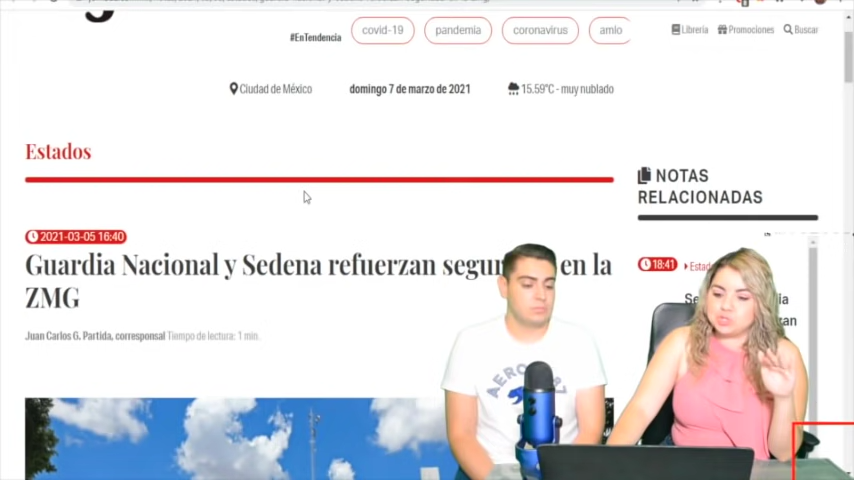 #EnTendencia
covid-19
pandemia
coronavirus
amlo
Librería
Promociones
Buscar
Ciudad de México
domingo 7 de marzo de 2021
15.59°C - muy nublado
Estados
NOTAS
RELACIONADAS
2021-03-05 16:40
Guardia Nacional y Sedena refuerzan en la
ZMG
18:41
Juan Carlos G. Partida, corresponsal Tiempo de lectura: 1 min.